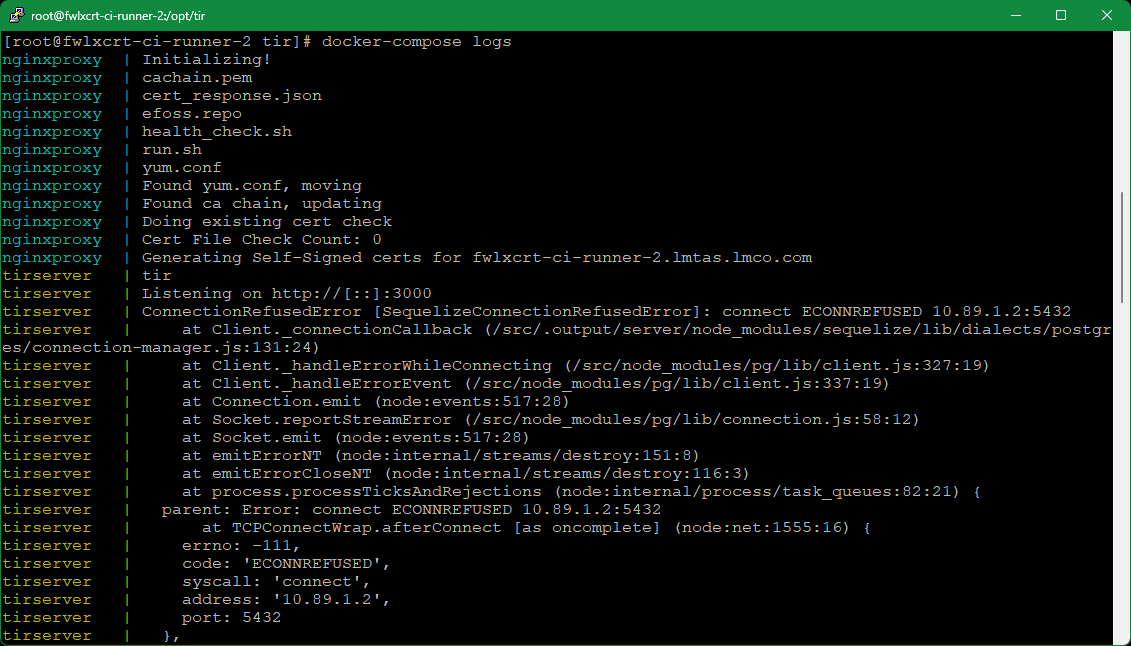 root@fwlxcrt-ci-runner-2:/opt/tir
[root@fwlxcrt-ci-runner-2 tir]# docker-compose logs
nginxproxy | Initializing!
nginxproxy | cachain.pem
nginxproxy | cert_response.json
nginxproxy | efoss.repo
nginxproxy | health_check.sh
nginxproxy | run.sh
nginxproxy | yum.conf
nginxproxy | Found yum.conf, moving
nginxproxy | Found ca chain, updating
nginxproxy | Doing existing cert check
nginxproxy | Cert File Check Count: 0
nginxproxy | Generating Self-Signed certs for fwlxcrt-ci-runner-2.lmtas.lmco.com
tirserver | tir
tirserver | Listening on http://[::]:3000
tirserver | ConnectionRefusedError [SequelizeConnectionRefusedError]: connect ECONNREFUSED 10.89.1.2:5432
tirserver | at Client._connectionCallback (/src/.output/server/node_modules/sequelize/lib/dialects/postgr
es/connection-manager.js:131:24)
tirserver | at Client._handleErrorWhileConnecting (/src/node_modules/pg/lib/client.js:327:19)
tirserver | at Client._handleErrorEvent (/src/node_modules/pg/lib/client.js:337:19)
tirserver | at Connection.emit (node:events:517:28)
tirserver | at Socket.reportStreamError (/src/node_modules/pg/lib/connection.js:58:12)
tirserver | at Socket.emit (node:events:517:28)
tirserver | at emitErrorNT (node:internal/streams/destroy:151:8)
tirserver | at emitErrorCloseNT (node:internal/streams/destroy:116:3)
tirserver | at process.processTicksAndRejections (node:internal/process/task_queues:82:21) {
tirserver | parent: Error: connect ECONNREFUSED 10.89.1.2:5432
tirserver | at TCPConnectWrap.afterConnect [as oncomplete] (node:net:1555:16) {
tirserver | errno: -111,
tirserver | code: 'ECONNREFUSED',
tirserver | syscall: 'connect',
tirserver | address: '10.89.1.2',
tirserver | port: 5432
tirserver | },